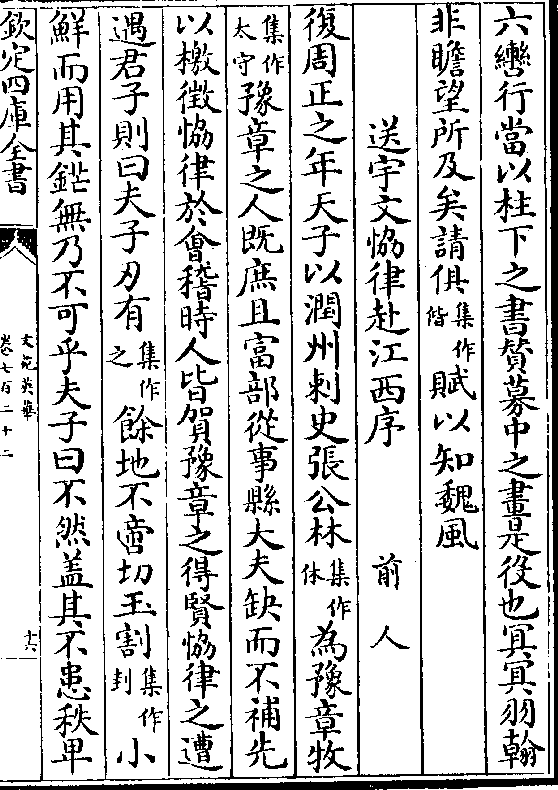 六轡行當以柱下之書贊幕中之畫是役也冥冥羽翰
非瞻望所及矣請俱集作偕賦以知魏風
送宇文恊律赴江西序 前人
復周正之年天子以潤州刺史張公林集作休為豫章牧
集作太守豫章之人既庶且富部從事縣大夫缺而不補先
以檄徵恊律於會稽時人皆賀豫章之得賢恊律之遭
遇君子則曰夫子刃有集作之餘地不啻切玉割集作刲小
鮮而用其鋩無乃不可乎夫子曰不然盖其不患秩卑
欽定四庫全書
文苑英華
卷七百二十二
十六